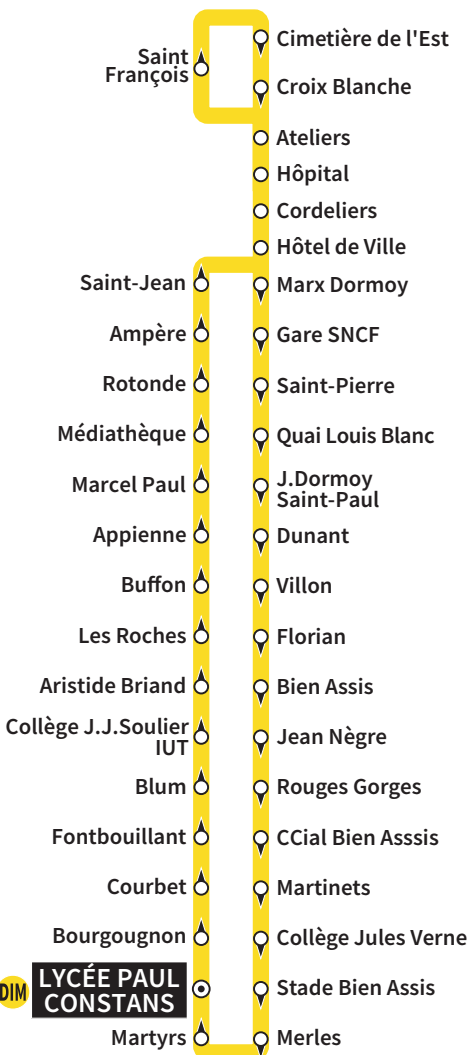 Cimetière de l'Est
Saint
François
Croix Blanche
Ateliers
Hôpital
Cordeliers
Hôtel de Ville
Saint-Jean
Marx Dormoy
Ampère
Gare SNCF
Rotonde
Saint-Pierre
Médiathèque
Quai Louis Blanc
Marcel Paul
J.Dormoy
Saint-Paul
Appienne
Dunant
Buffon
Villon
Les Roches
Florian
Aristide Briand
Bien Assis
Collège J.J.Soulier
IUT
Jean Nègre
Blum
Rouges Gorges
Fontbouillant
CCial Bien Asssis
Courbet
Martinets
Bourgougnon
Collège Jules Verne
DIM
LYCÉE PAUL
CONSTANS
Stade Bien Assis
Martyrs
Merles